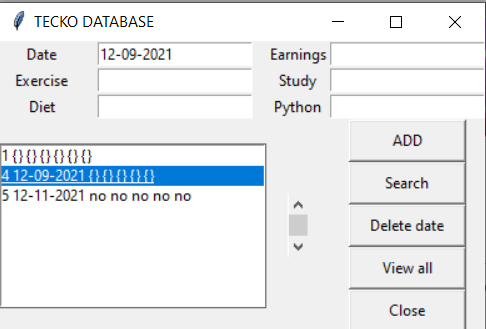 TECKO DATABASE
Date 12-09-2021 Earnings
Exercise Study
Diet Python
1 {} {} {} {} {} {}
4 12-09-2021 {} {} {} {} {}
5 12-11-2021 no no no no no
ADD
Search
Delete date
View all
Close